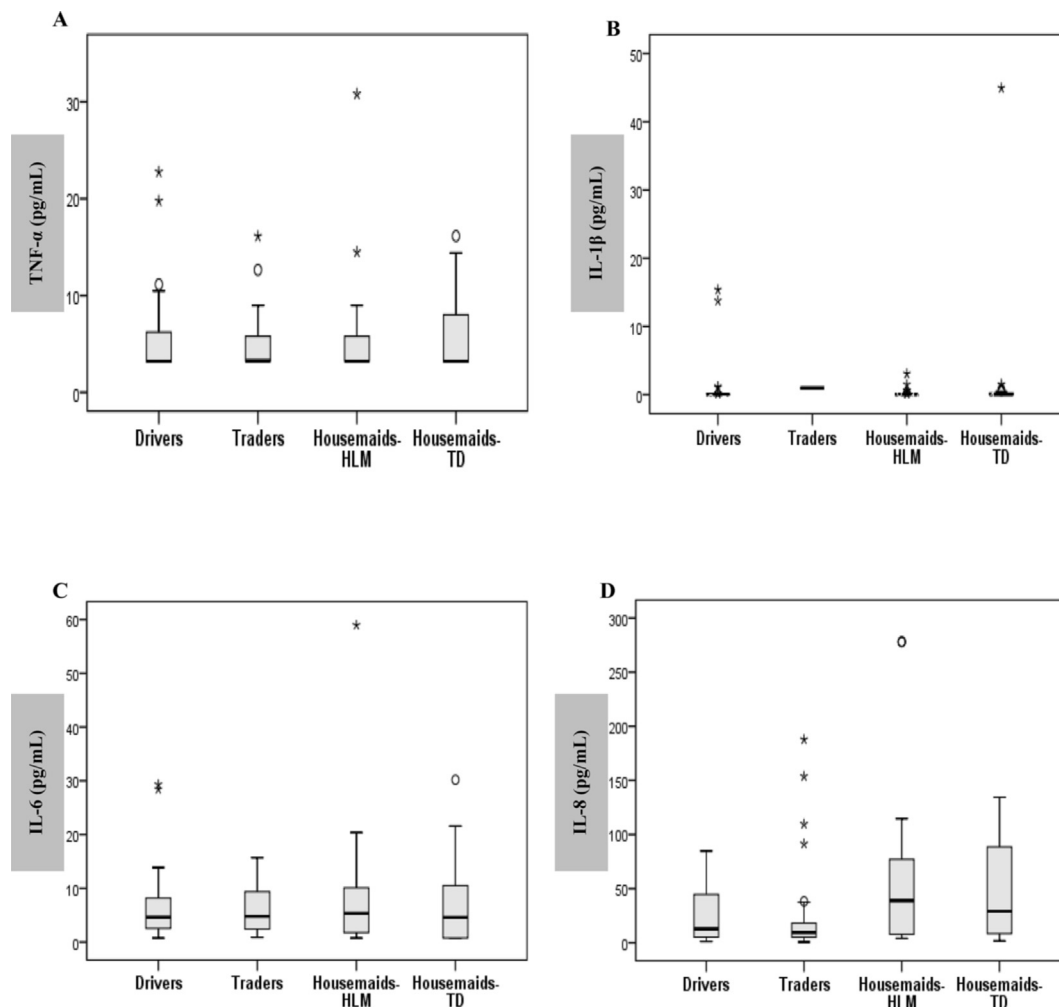 A
TNF-α (pg/mL)
30
20
10
0
Drivers
Traders
Housemaids-
HLM
Housemaids-
TD
B
IL-1β (pg/mL)
50
40
30
20
10
0
Drivers
Traders
Housemaids-
HLM
Housemaids-
TD
C
IL-6 (pg/mL)
60
50
40
30
20
10
0
Drivers
Traders
Housemaids-
HLM
Housemaids-
TD
D
IL-8 (pg/mL)
300
250
200
150
100
50
0
Drivers
Traders
Housemaids-
HLM
Housemaids-
TD